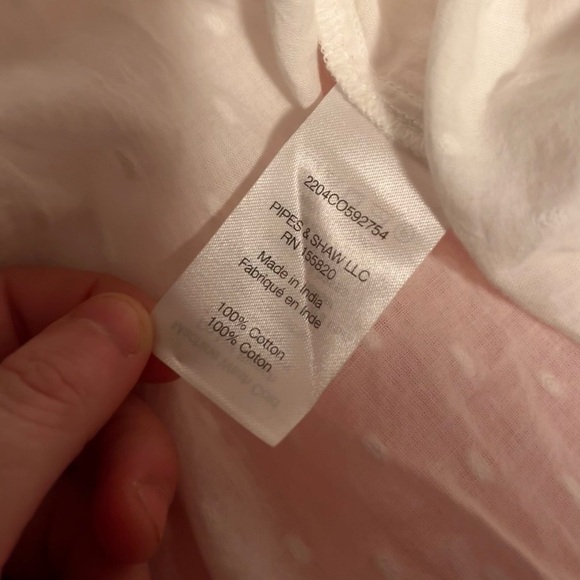 2204CO592754
PIPES & SHAW LLC
RN 155820
Made in India
Fabriqué en Inde
100% Cotton
100% Coton